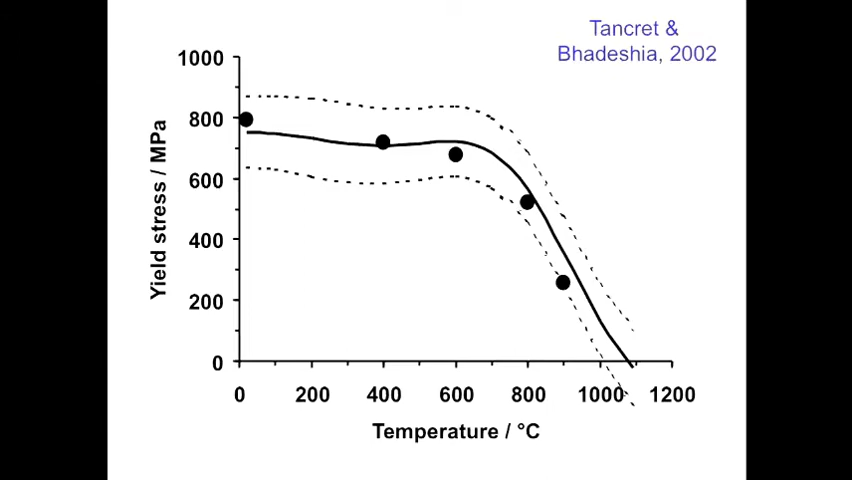 Tancret &
Bhadeshia, 2002
1000
800
600
400
200
0
Yield stress / MPa
0 200 400 600 800 1000 1200
Temperature / °C